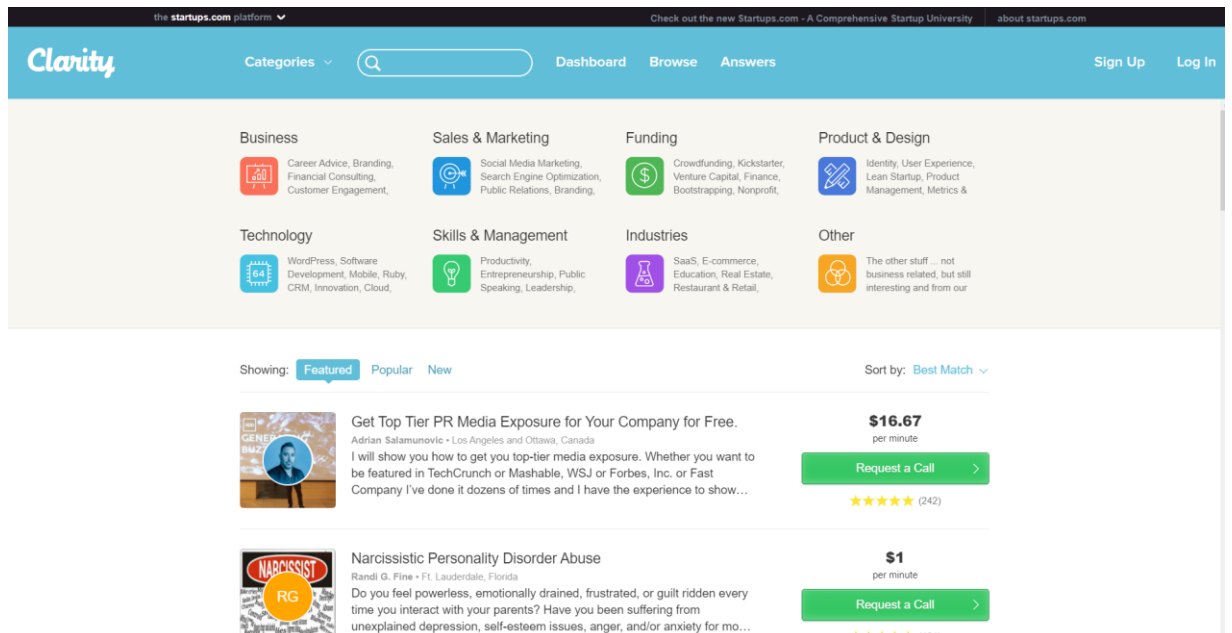 the startups.com platform
Check out the new Startups.com - A Comprehensive Startup University
about startups.com
Clarity
Categories
Dashboard
Browse
Answers
Sign Up
Log In
Business
Career Advice, Branding,
Financial Consulting,
Customer Engagement,
Sales & Marketing
Social Media Marketing,
Search Engine Optimization,
Public Relations, Branding,
Funding
Crowdfunding, Kickstarter,
Venture Capital, Finance,
Bootstrapping, Nonprofit,
Product & Design
Identity, User Experience,
Lean Startup, Product
Management, Metrics &
Technology
64
WordPress, Software
Development, Mobile, Ruby,
CRM, Innovation, Cloud,
Skills & Management
Productivity,
Entrepreneurship, Public
Speaking, Leadership,
Industries
SaaS, E-commerce,
Education, Real Estate,
Restaurant & Retail,
Other
The other stuff ... not
business related, but still
interesting and from our
Showing: Featured Popular New
Sort by: Best Match
Get Top Tier PR Media Exposure for Your Company for Free.
Adrian Salamunovic • Los Angeles and Ottawa, Canada
I will show you how to get you top-tier media exposure. Whether you want to
be featured in TechCrunch or Mashable, WSJ or Forbes, Inc. or Fast
Company I've done it dozens of times and I have the experience to show…
$16.67
per minute
Request a Call
(242)
NARCISSIST
RG
Narcissistic Personality Disorder Abuse
Randi G. Fine • Ft. Lauderdale, Florida
Do you feel powerless, emotionally drained, frustrated, or guilt ridden every
time you interact with your parents? Have you been suffering from
unexplained depression, self-esteem issues, anger, and/or anxiety for mo…
$1
per minute
Request a Call